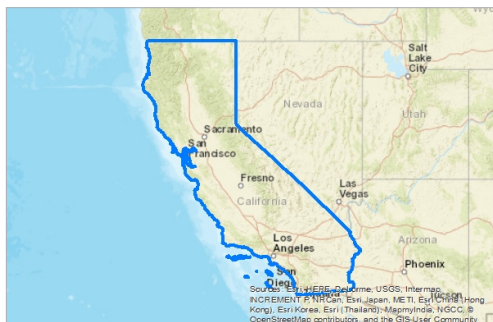 Wyo
Salt
Lake
City
Nevada
Utah
Sacramento
San
Francisco
Fresno
California
Las
Vegas
Los
Angeles
Arizona
San
Diego
Phoenix
Tucson
Sources: Esri, HERE, DeLorme, USGS, Intermap,
INCREMENT P, NRCan, Esri Japan, METI, Esri China (Hong
Kong), Esri Korea, Esri (Thailand), MapmyIndia, NGCC, ©
OpenStreetMap contributors, and the GIS User Community